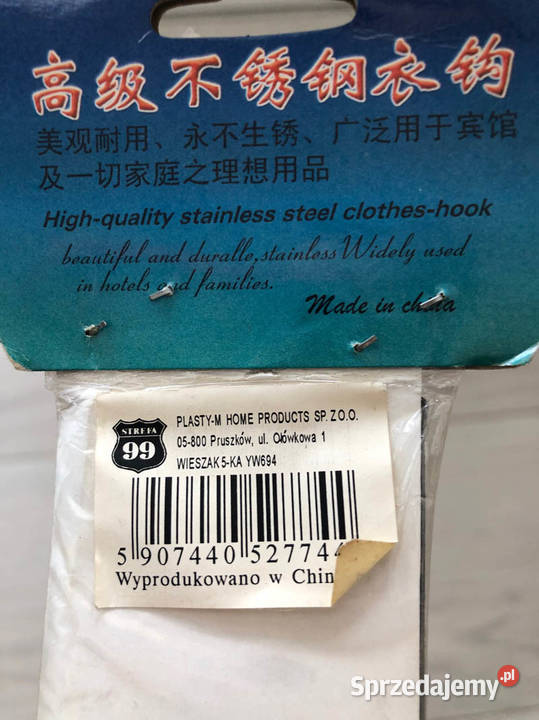 高级不锈钢衣钩
美观耐用、永不生锈、广泛用于宾馆
及一切家庭之理想用品
High-quality stainless steel clothes-hook
beautiful and duralle,stainless Widely used
in hotels and families.
Made in china
STREFA
99
PLASTY-M HOME PRODUCTS SP. Z O.O.
05-800 Pruszków, ul. Ołówkowa 1
WIESZAK 5-KA YW694
5 907440 527744
Wyprodukowano w Chin
Sprzedajemy.pl